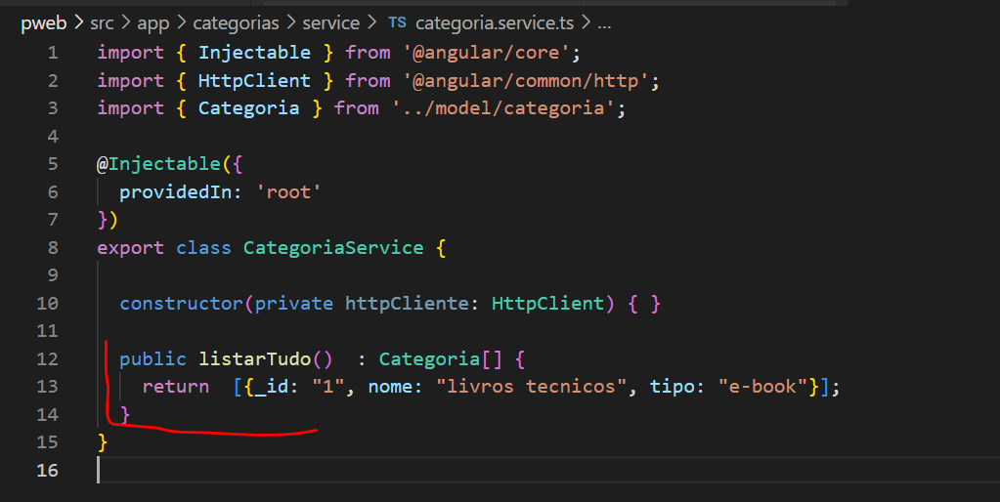 pweb > src > app > categorias > service > TS categoria.service.ts > ...
1 import { Injectable } from '@angular/core';
2 import { HttpClient } from '@angular/common/http';
3 import { Categoria } from '../model/categoria';
4
5 @Injectable({
6   providedIn: 'root'
7 })
8 export class CategoriaService {
9
10   constructor(private httpCliente: HttpClient) { }
11
12   public listarTudo()  : Categoria[] {
13     return  [{_id: "1", nome: "livros tecnicos", tipo: "e-book"}];
14   }
15 }
16